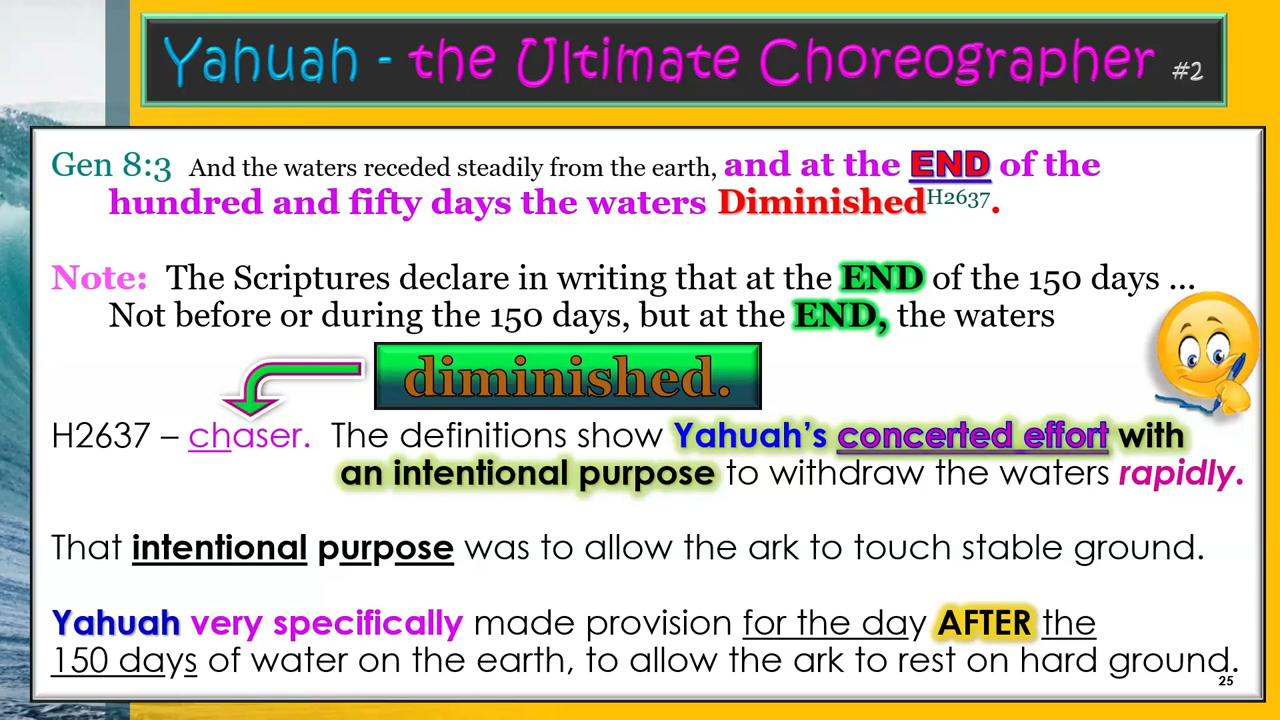 Yahuah - the Ultimate Choreographer #2
Gen 8:3 And the waters receded steadily from the earth, and at the END of the
hundred and fifty days the waters Diminished H2637.
Note: The Scriptures declare in writing that at the END of the 150 days ...
Not before or during the 150 days, but at the END, the waters
diminished.
H2637 – chaser. The definitions show Yahuah's concerted effort with
an intentional purpose to withdraw the waters rapidly.
That intentional purpose was to allow the ark to touch stable ground.
Yahuah very specifically made provision for the day AFTER the
150 days of water on the earth, to allow the ark to rest on hard ground.
25